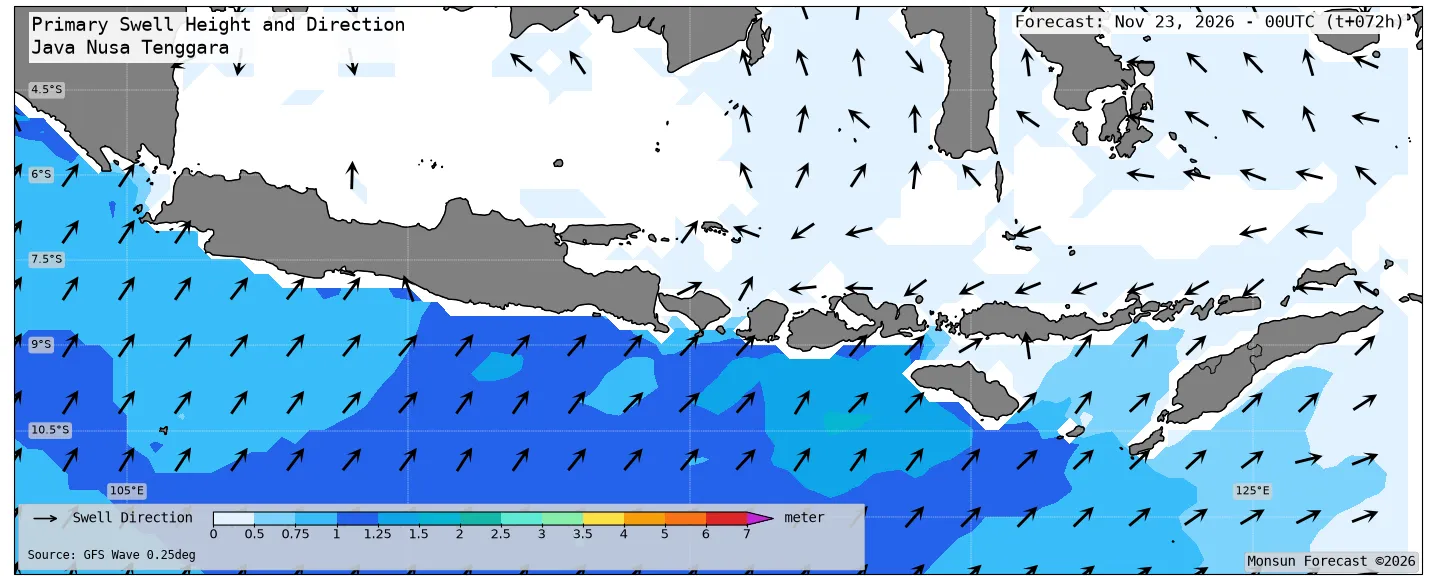 Primary Swell Height and Direction
Java Nusa Tenggara
Forecast: Nov 23, 2026 - 00UTC (t+072h)
4.5°S
6°S
7.5°S
9°S
10.5°S
105°E
125°E
Swell Direction
0 0.5 0.75 1 1.25 1.5 2 2.5 3 3.5 4 5 6 7
meter
Source: GFS Wave 0.25deg
Monsun Forecast ©2026